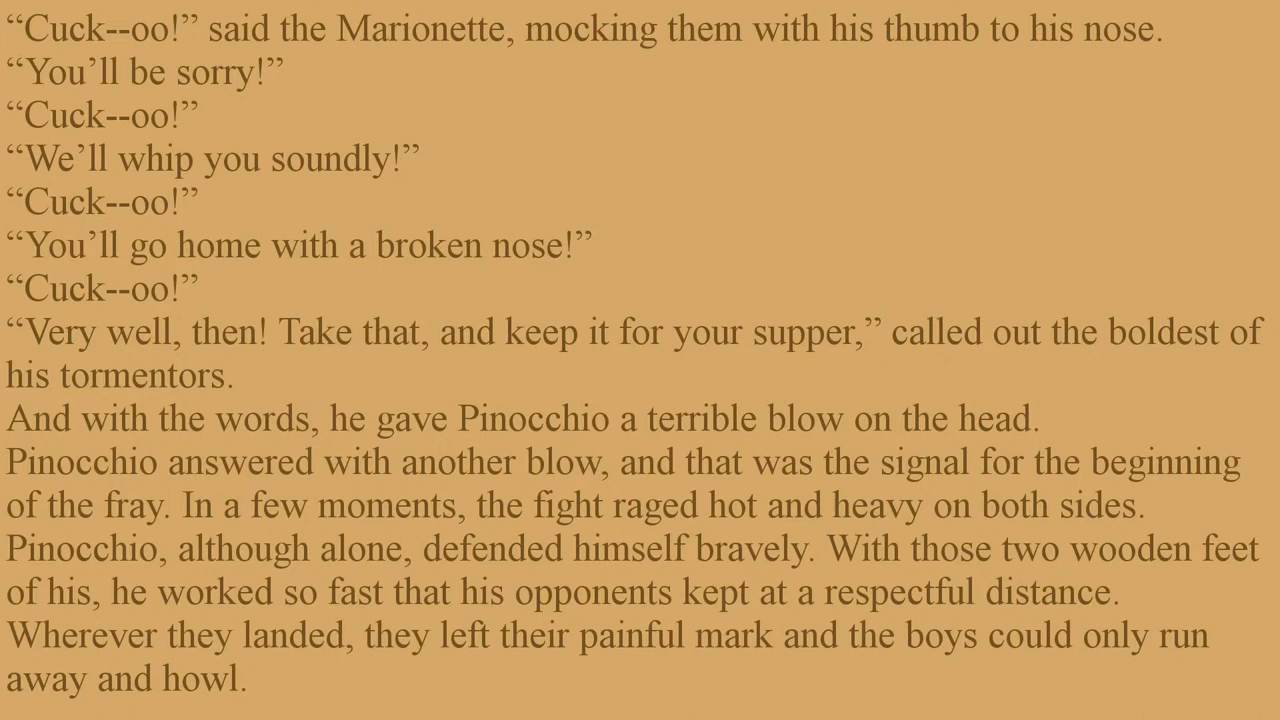 “Cuck--oo!” said the Marionette, mocking them with his thumb to his nose.
“You’ll be sorry!”
“Cuck--oo!”
“We’ll whip you soundly!”
“Cuck--oo!”
“You’ll go home with a broken nose!”
“Cuck--oo!”
“Very well, then! Take that, and keep it for your supper,” called out the boldest of
his tormentors.
And with the words, he gave Pinocchio a terrible blow on the head.
Pinocchio answered with another blow, and that was the signal for the beginning
of the fray. In a few moments, the fight raged hot and heavy on both sides.
Pinocchio, although alone, defended himself bravely. With those two wooden feet
of his, he worked so fast that his opponents kept at a respectful distance.
Wherever they landed, they left their painful mark and the boys could only run
away and howl.